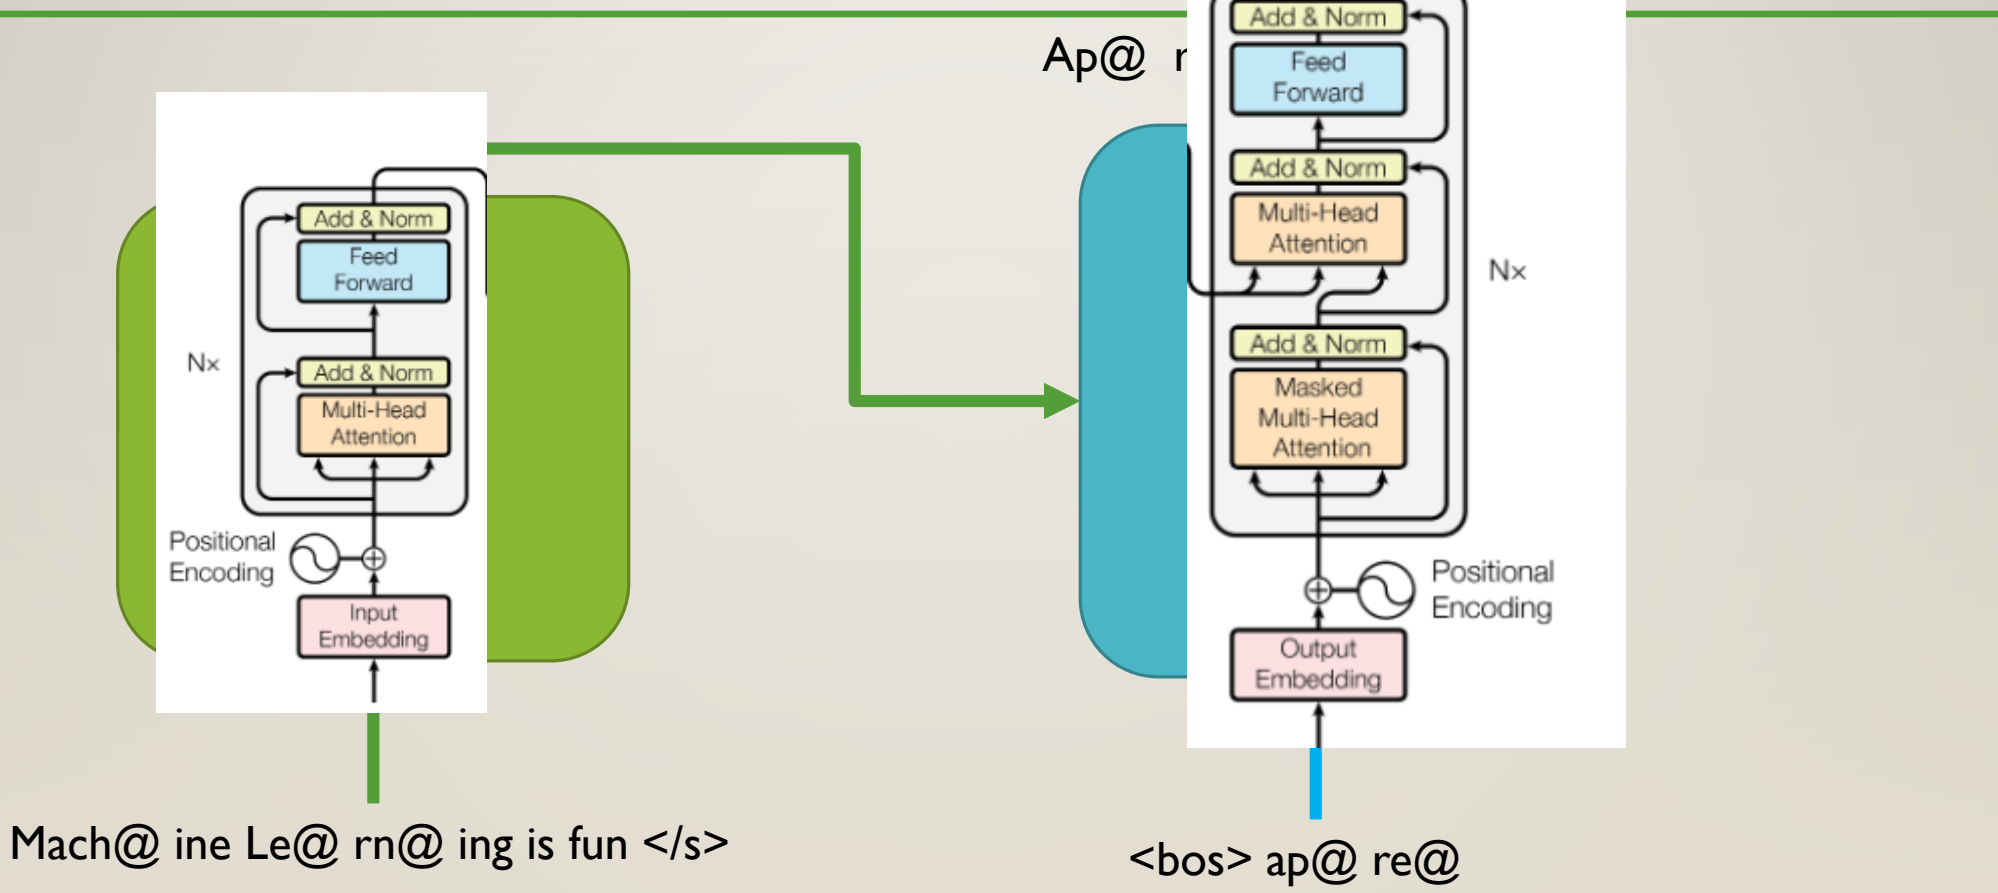 Ap@
Add & Norm
Feed
Forward
Add & Norm
Multi-Head
Attention
Nx
Add & Norm
Masked
Multi-Head
Attention
Positional
Encoding
Output
Embedding
<bos> ap@ re@
Add & Norm
Feed
Forward
Nx
Add & Norm
Multi-Head
Attention
Positional
Encoding
Input
Embedding
Mach@ ine Le@ rn@ ing is fun </s>